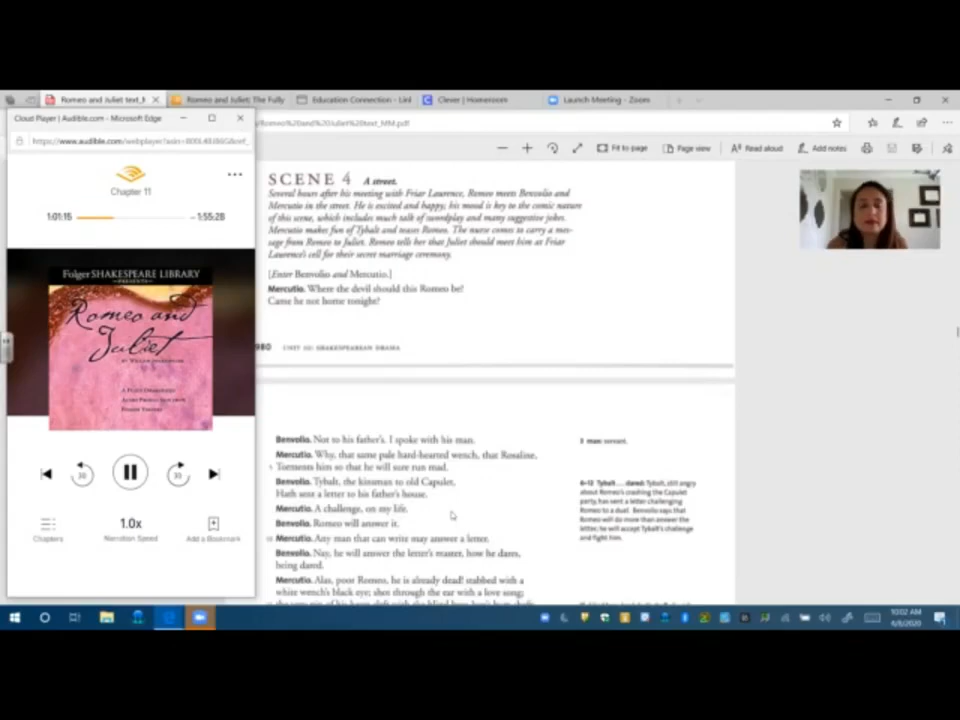 Romeo and Juliet text_M
Romeo and Juliet: The Fully
Education Connection - Linl
Clever | Homeroom
Launch Meeting - Zoom
Cloud Player | Audible.com - Microsoft Edge
Fit to page
Page view
Read aloud
Add notes
Chapter 11
1:01:15
- 1:55:28
Folger SHAKESPEARE LIBRARY
PRESENTS
Romeo and
Juliet
BY WILLIAM SHAKESPEARE
30
30
Chapters
1.0x
Narration Speed
Add a Bookmark
SCENE 4 A street.
Several hours after his meeting with Friar Laurence, Romeo meets Benvolio and
Mercutio in the street. He is excited and happy; his mood is key to the comic nature
of this scene, which includes much talk of swordplay and many suggestive jokes.
Mercutio makes fun of Tybalt and teases Romeo. The nurse comes to carry a mes-
sage from Romeo to Juliet. Romeo tells her that Juliet should meet him at Friar
Laurence's cell for their secret marriage ceremony.
[Enter Benvolio and Mercutio.]
Mercutio. Where the devil should this Romeo be?
Came he not home tonight?
980 UNIT SIX: SHAKESPEAREAN DRAMA
Benvolio. Not to his father's. I spoke with his man.
3 man: servant.
Mercutio. Why, that same pale hard-hearted wench, that Rosaline,
5 Torments him so that he will sure run mad.
Benvolio. Tybalt, the kinsman to old Capulet,
Hath sent a letter to his father's house.
Mercutio. A challenge, on my life.
Benvolio. Romeo will answer it.
10 Mercutio. Any man that can write may answer a letter.
Benvolio. Nay, he will answer the letter's master, how he dares,
being dared.
Mercutio. Alas, poor Romeo, he is already dead! stabbed with a
white wench's black eye; shot through the ear with a love song;
6-12 Tybalt . . . dared: Tybalt, still angry
about Romeo's crashing the Capulet
party, has sent a letter challenging
Romeo to a duel. Benvolio says that
Romeo will do more than answer the
letter; he will accept Tybalt's challenge
and fight him.
10:02 AM